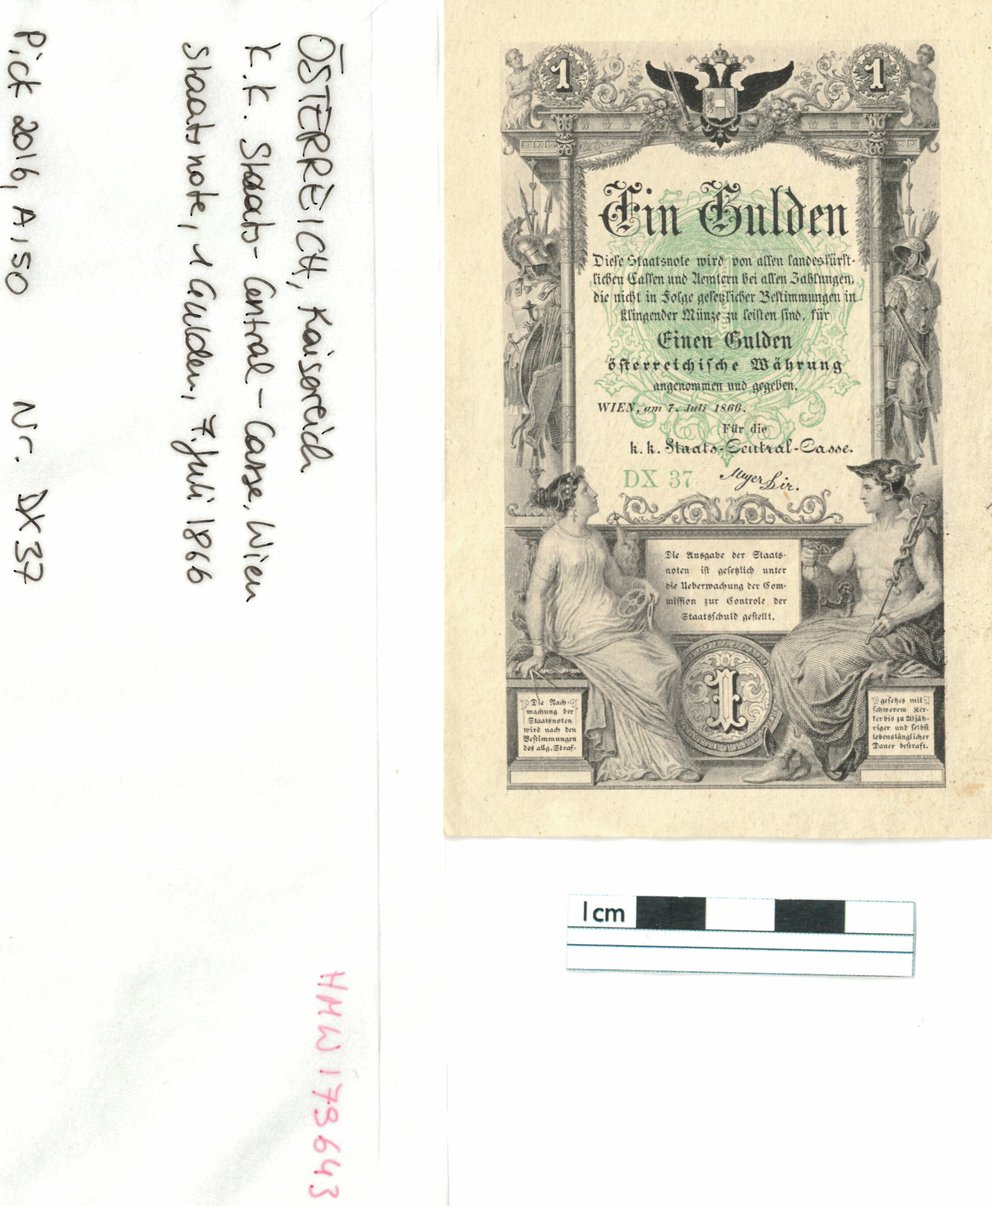 ÖSTERREICH, Kaiserreich
K.K. Staats-Central-Casse, Wien
Staatsnote, 1 Gulden, 7. Juli 1866
Pick 201b, A 150 Nr. DX 37
HMW 178643
1 1
Ein Gulden
Diese Staatsnote wird von allen landesfürst-
lichen Cassen und Aemtern bei allen Zahlungen,
die nicht in Folge gesetzlicher Bestimmungen in
klingender Münze zu leisten sind, für
Einen Gulden
österreichische Währung
angenommen und gegeben.
WIEN, am 7. Juli 1866.
Für die
k. k. Staats-Central-Casse.
DX 37
Die Ausgabe der Staats-
noten ist gesetzlich unter
die Ueberwachung der Com-
mission zur Controle der
Staatsschuld gestellt.
1
Die Nach-
machung der
Staatsnoten
wird nach den
Bestimmungen
des allg. Straf-
gesetzes mit
schwerem Ker-
ker bis zu 20jäh-
riger und selbst
lebenslänglicher
Dauer bestraft.
1cm